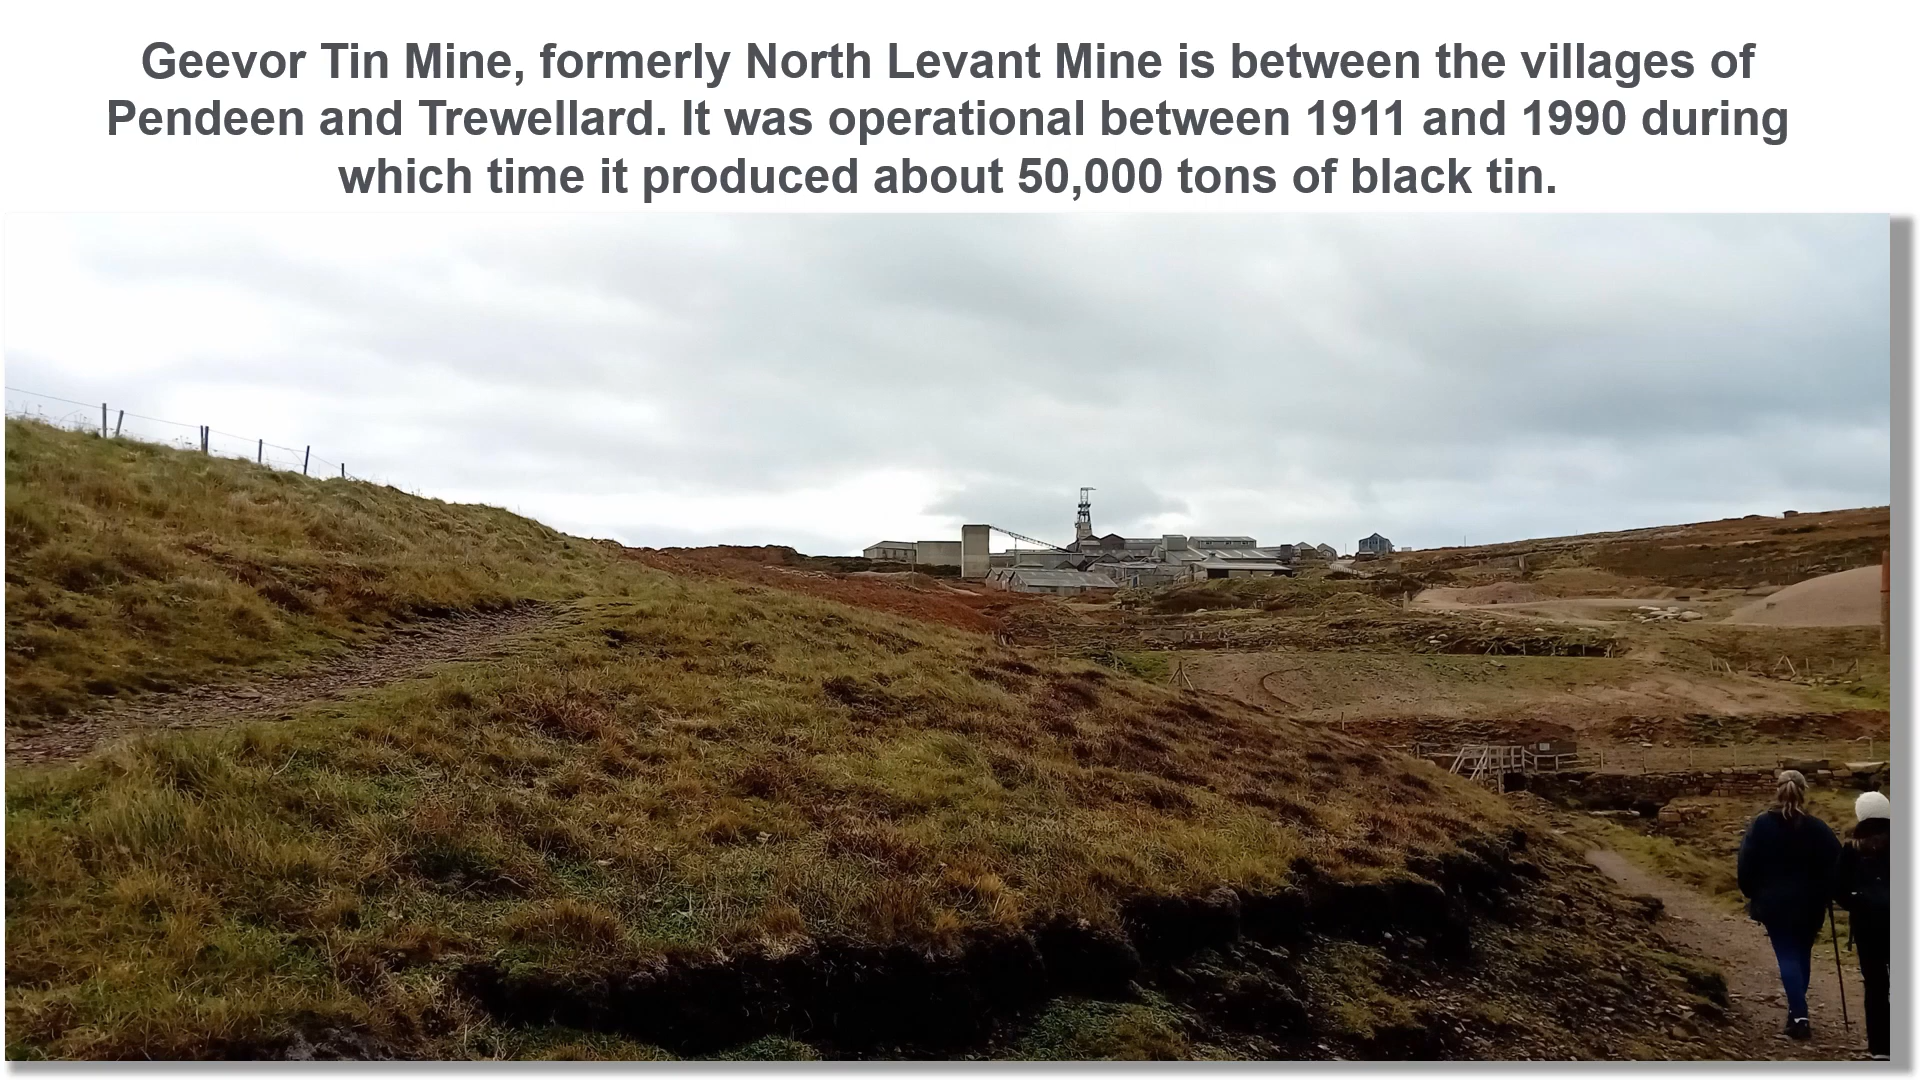 Geevor Tin Mine, formerly North Levant Mine is between the villages of
Pendeen and Trewellard. It was operational between 1911 and 1990 during
which time it produced about 50,000 tons of black tin.